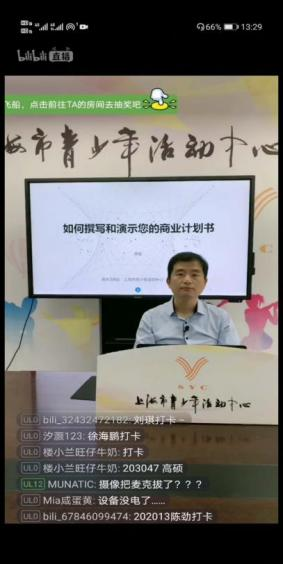 66%
13:29
bilibili 直播
飞船，点击前往TA的房间去抽奖吧
海市青少年活动中心
如何撰写和演示您的商业计划书
SYC
SYC
上海市青少年活动中心
UL0 bili_32432472182: 刘琪打卡~
UL0 汐灏123: 徐海鹏打卡
UL0 楼小兰旺仔牛奶: 打卡
UL0 楼小兰旺仔牛奶: 203047 高硕
UL12 MUNATIC: 摄像把麦克拔了？？？
UL0 Mia咸蛋黄: 设备没电了......
UL0 bili_67846099474: 202013陈劲打卡